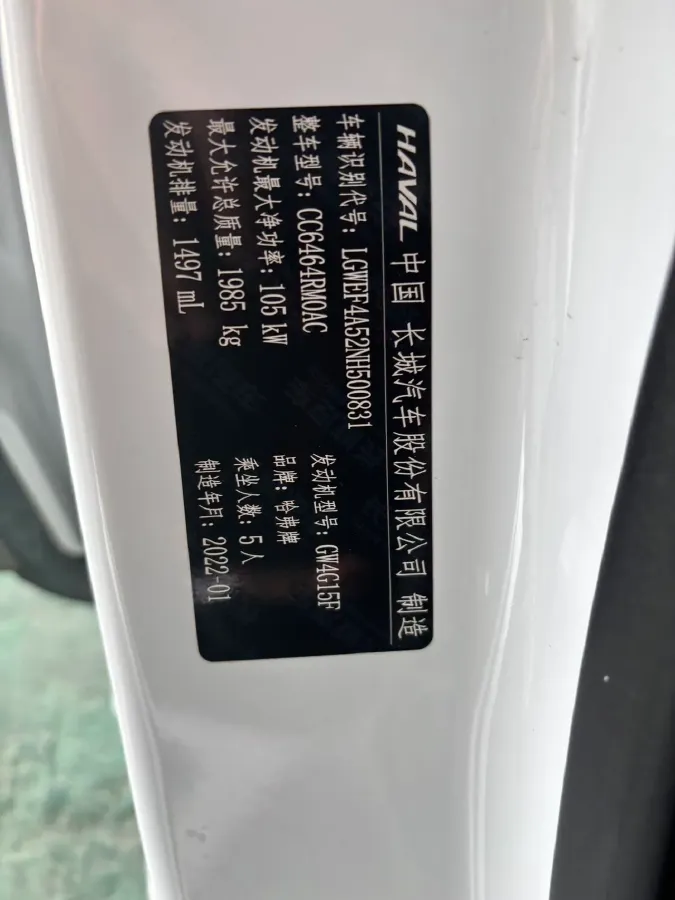 HAVAL 中国 长城汽车股份有限公司 制造
车辆识别代号: LGWEF4A52NH500831
整车型号: CC6464RM0AC 发动机型号: GW4G15F
发动机最大净功率: 105 kW 品牌: 哈弗牌
最大允许总质量: 1985 kg 乘坐人数: 5人
发动机排量: 1497 mL 制造年月: 2022-01